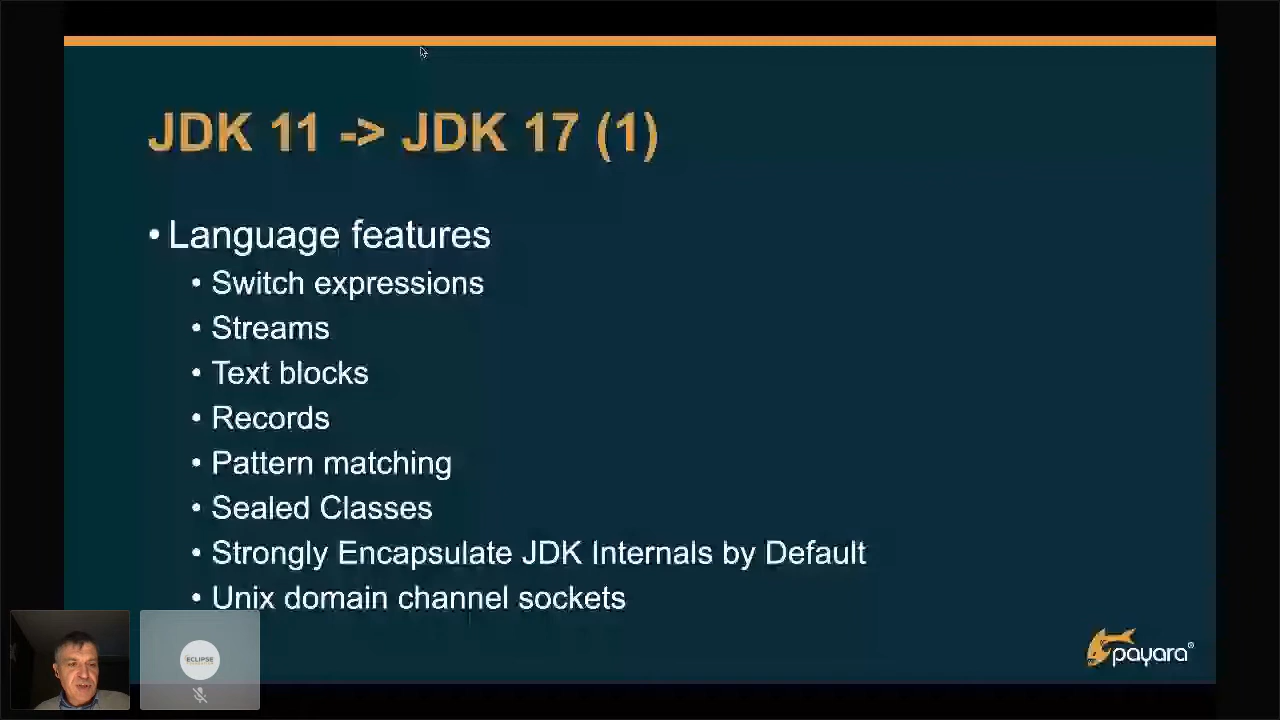 JDK 11 -> JDK 17 (1)
• Language features
• Switch expressions
• Streams
• Text blocks
• Records
• Pattern matching
• Sealed Classes
• Strongly Encapsulate JDK Internals by Default
• Unix domain channel sockets
ECLIPSE
payara®